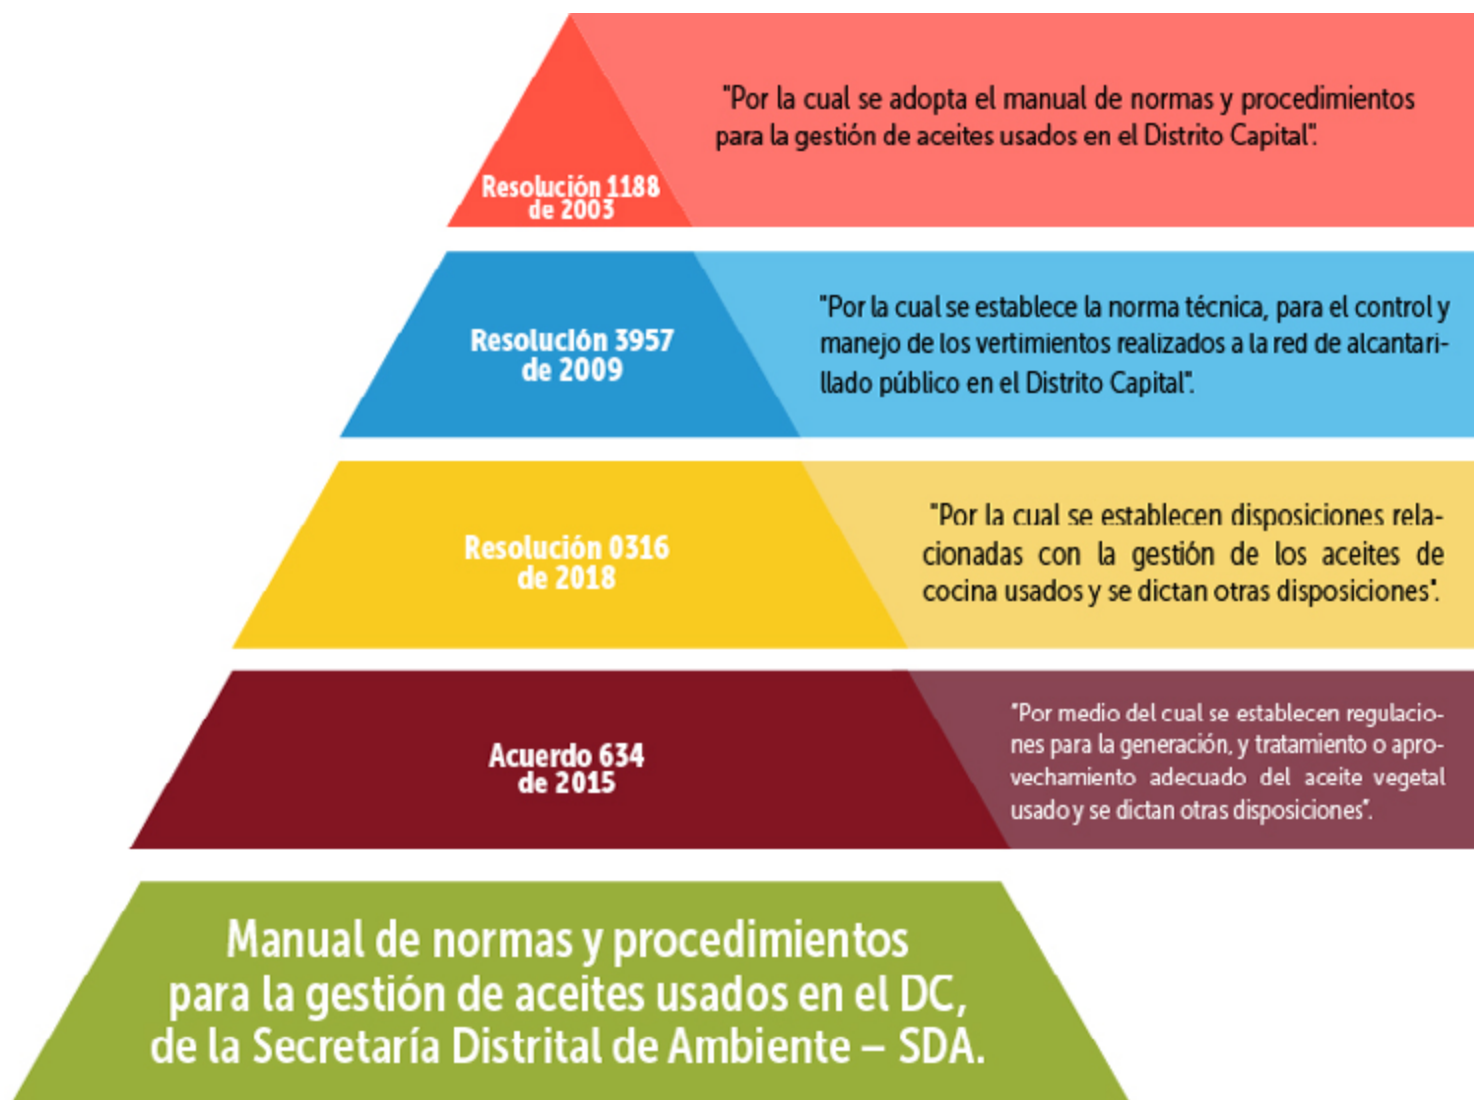 "Por la cual se adopta el manual de normas y procedimientos
para la gestión de aceites usados en el Distrito Capital".
Resolución 1188
de 2003
"Por la cual se establece la norma técnica, para el control y
manejo de los vertimientos realizados a la red de alcantari-
llado público en el Distrito Capital".
Resolución 3957
de 2009
"Por la cual se establecen disposiciones rela-
cionadas con la gestión de los aceites de
cocina usados y se dictan otras disposiciones".
Resolución 0316
de 2018
"Por medio del cual se establecen regulacio-
nes para la generación, y tratamiento o apro-
vechamiento adecuado del aceite vegetal
usado y se dictan otras disposiciones".
Acuerdo 634
de 2015
Manual de normas y procedimientos
para la gestión de aceites usados en el DC,
de la Secretaría Distrital de Ambiente – SDA.